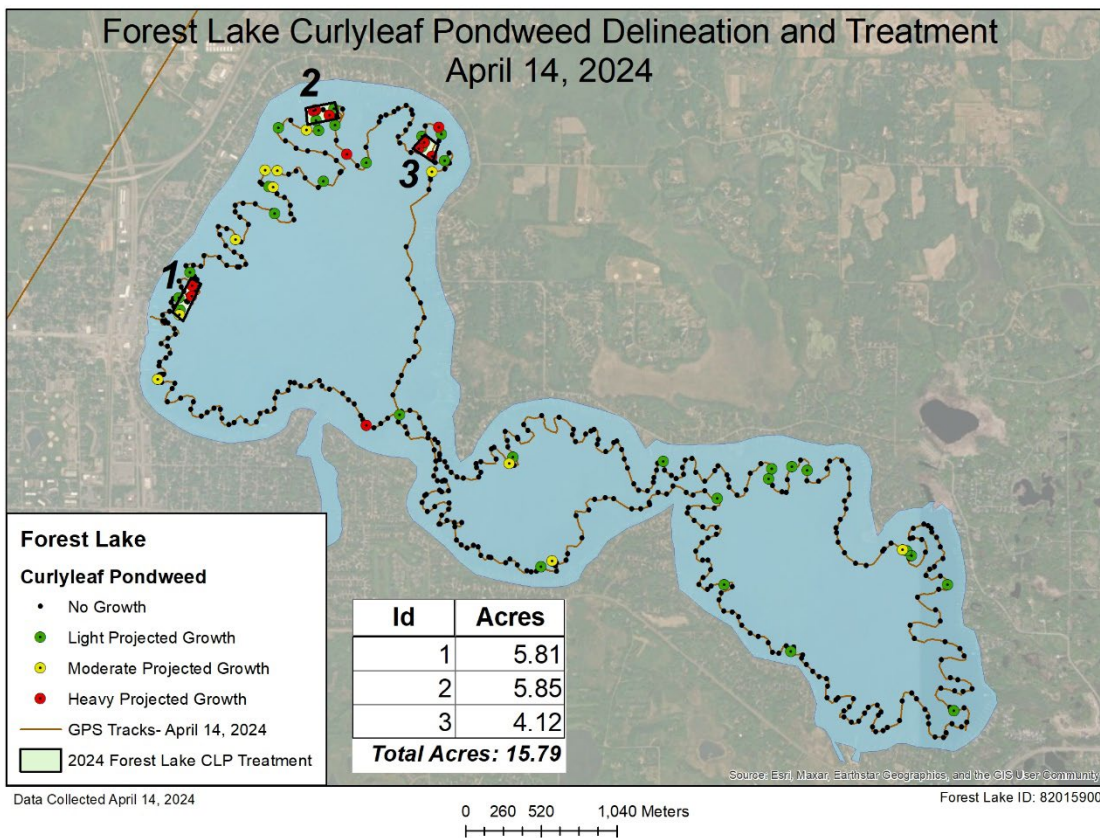 Forest Lake Curlyleaf Pondweed Delineation and Treatment
April 14, 2024
2
3
1
Forest Lake
Curlyleaf Pondweed
No Growth
Light Projected Growth
Moderate Projected Growth
Heavy Projected Growth
GPS Tracks- April 14, 2024
2024 Forest Lake CLP Treatment
Id Acres
1 5.81
2 5.85
3 4.12
Total Acres: 15.79
Source: Esri, Maxar, Earthstar Geographics, and the GIS User Community
Data Collected April 14, 2024
Forest Lake ID: 82015900
0 260 520 1,040 Meters